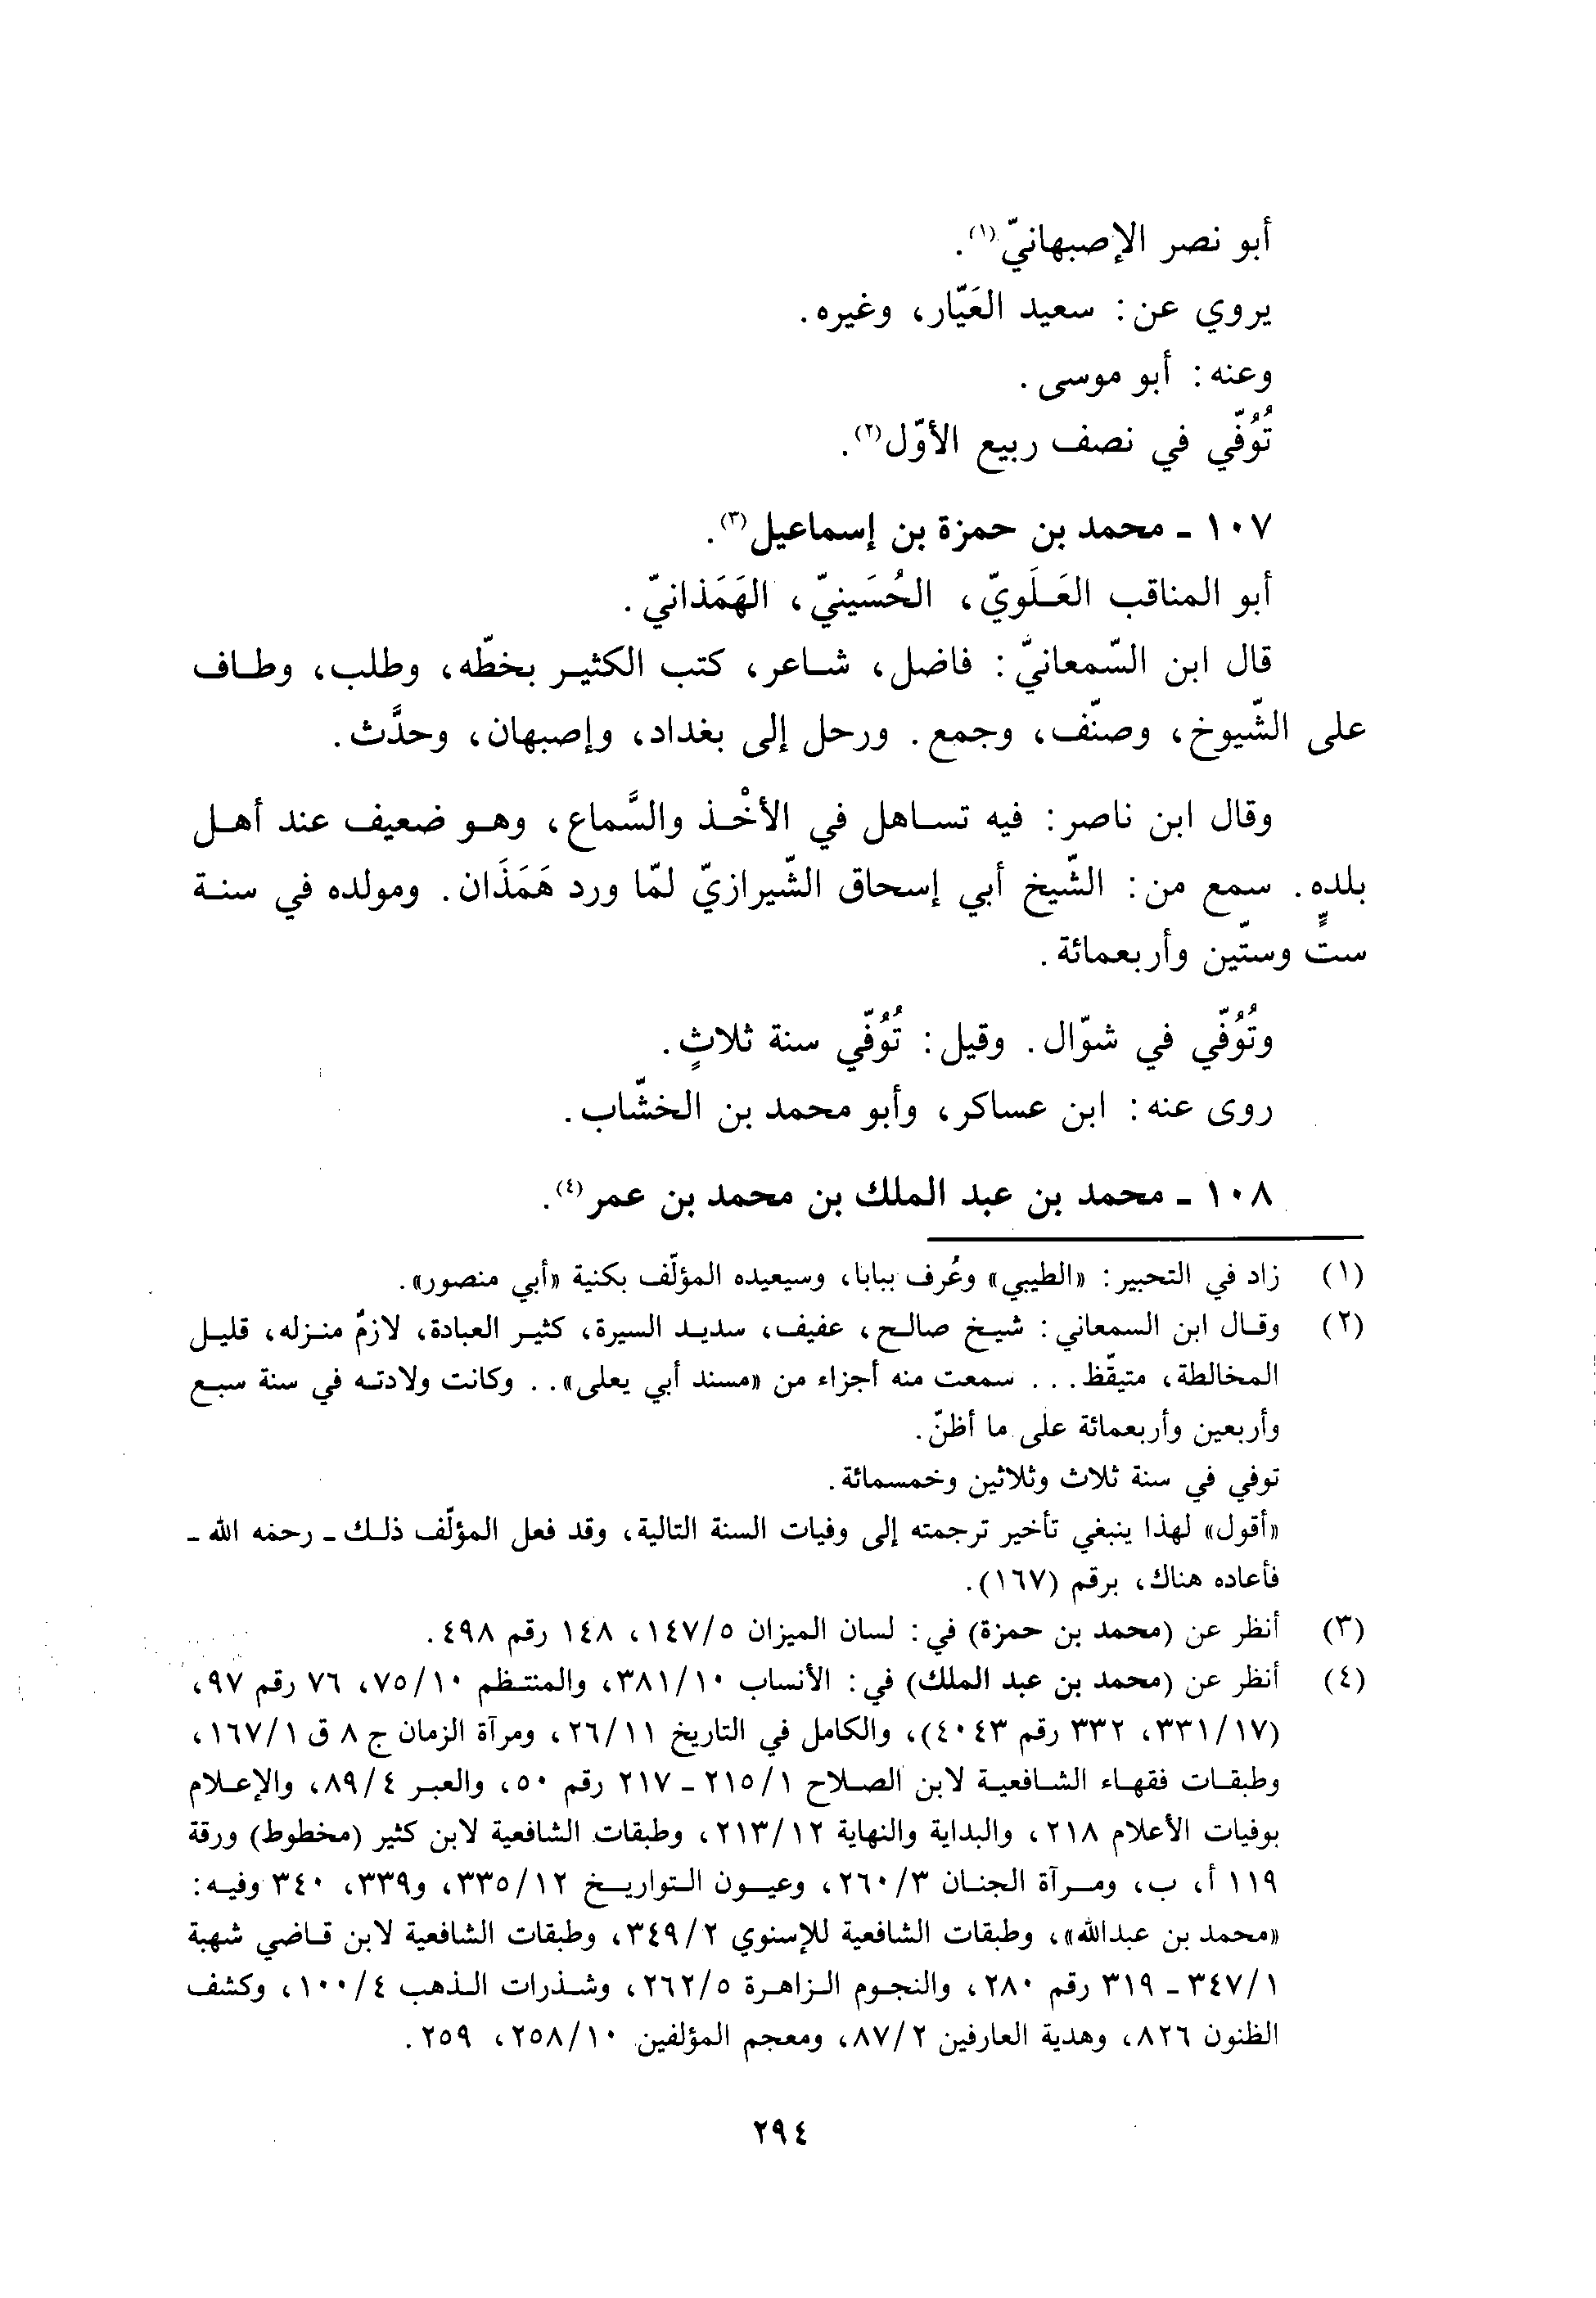 أبو نصر الإصبهانيّ(١).
يروي عن: سعيد العَيّار، وغيره.
وعنه: أبو موسى.
تُوُفّي في نصف ربيع الأوّل(٢).
١٠٧ ـ محمد بن حمزة بن إسماعيل(٣).
أبو المناقب العَلَويّ، الحُسَينيّ، الهَمَذانيّ.
قال ابن السّمعانيّ: فاضل، شاعر، كتب الكثير بخطّه، وطلب، وطاف
على الشّيوخ، وصنّف، وجمع. ورحل إلى بغداد، وإصبهان، وحدَّث.
وقال ابن ناصر: فيه تساهل في الأخْذ والسَّماع، وهو ضعيف عند أهل
بلده. سمع من: الشّيخ أبي إسحاق الشّيرازيّ لمّا ورد هَمَذَان. ومولده في سنة
ستٍّ وستّين وأربعمائة.
وتُوُفّي في شوّال. وقيل: تُوُفّي سنة ثلاثٍ.
روى عنه: ابن عساكر، وأبو محمد بن الخشّاب.
١٠٨ ـ محمد بن عبد الملك بن محمد بن عمر(٤).
(١) زاد في التحبير: «الطيبي» وعُرف ببابا، وسيعيده المؤلّف بكنية «أبي منصور».
(٢) وقال ابن السمعاني: شيخ صالح، عفيف، سديد السيرة، كثير العبادة، لازمٌ منزله، قليل
المخالطة، متيقّظ... سمعت منه أجزاء من «مسند أبي يعلى».. وكانت ولادته في سنة سبع
وأربعين وأربعمائة على ما أظنّ.
توفي في سنة ثلاث وثلاثين وخمسمائة.
«أقول» لهذا ينبغي تأخير ترجمته إلى وفيات السنة التالية، وقد فعل المؤلّف ذلك ـ رحمه الله ـ
فأعاده هناك، برقم (١٦٧).
(٣) أنظر عن (محمد بن حمزة) في: لسان الميزان ١٤٧/٥، ١٤٨ رقم ٤٩٨.
(٤) أنظر عن (محمد بن عبد الملك) في: الأنساب ٣٨١/١٠، والمنتظم ٧٥/١٠، ٧٦ رقم ٩٧،
(٣٣١/١٧، ٣٣٢ رقم ٤٠٤٣)، والكامل في التاريخ ٢٦/١١، ومرآة الزمان ج ٨ ق ١٦٧/١،
وطبقات فقهاء الشافعية لابن الصلاح ٢١٥/١ ـ ٢١٧ رقم ٥٠، والعبر ٨٩/٤، والإعلام
بوفيات الأعلام ٢١٨، والبداية والنهاية ٢١٣/١٢، وطبقات الشافعية لابن كثير (مخطوط) ورقة
١١٩ أ، ب، ومرآة الجنان ٢٦٠/٣، وعيون التواريخ ٣٣٥/١٢، و٣٣٩، ٣٤٠ وفيه:
«محمد بن عبدالله»، وطبقات الشافعية للإسنوي ٣٤٩/٢، وطبقات الشافعية لابن قاضي شهبة
٣٤٧/١ ـ ٣١٩ رقم ٢٨٠، والنجوم الزاهرة ٢٦٢/٥، وشذرات الذهب ١٠٠/٤، وكشف
الظنون ٨٢٦، وهدية العارفين ٨٧/٢، ومعجم المؤلفين ٢٥٨/١٠، ٢٥٩.
٢٩٤